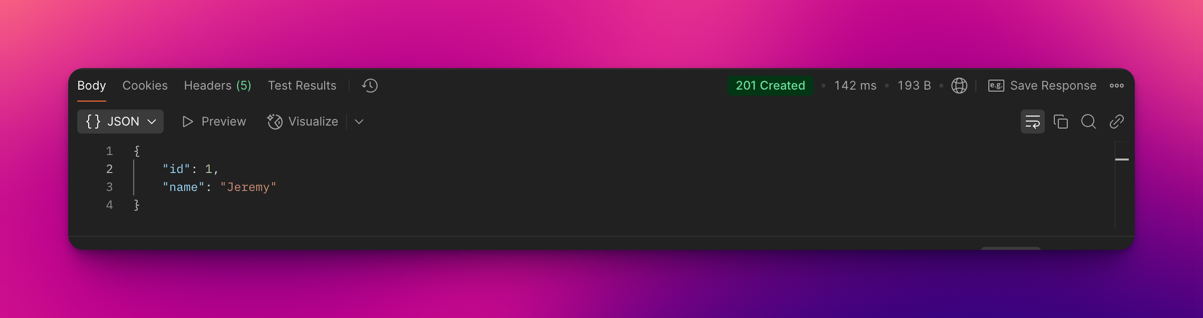 Body Cookies Headers (5) Test Results 201 Created • 142 ms • 193 B • e.g. Save Response
{} JSON Preview Visualize
1 {
2 "id": 1,
3 "name": "Jeremy"
4 }